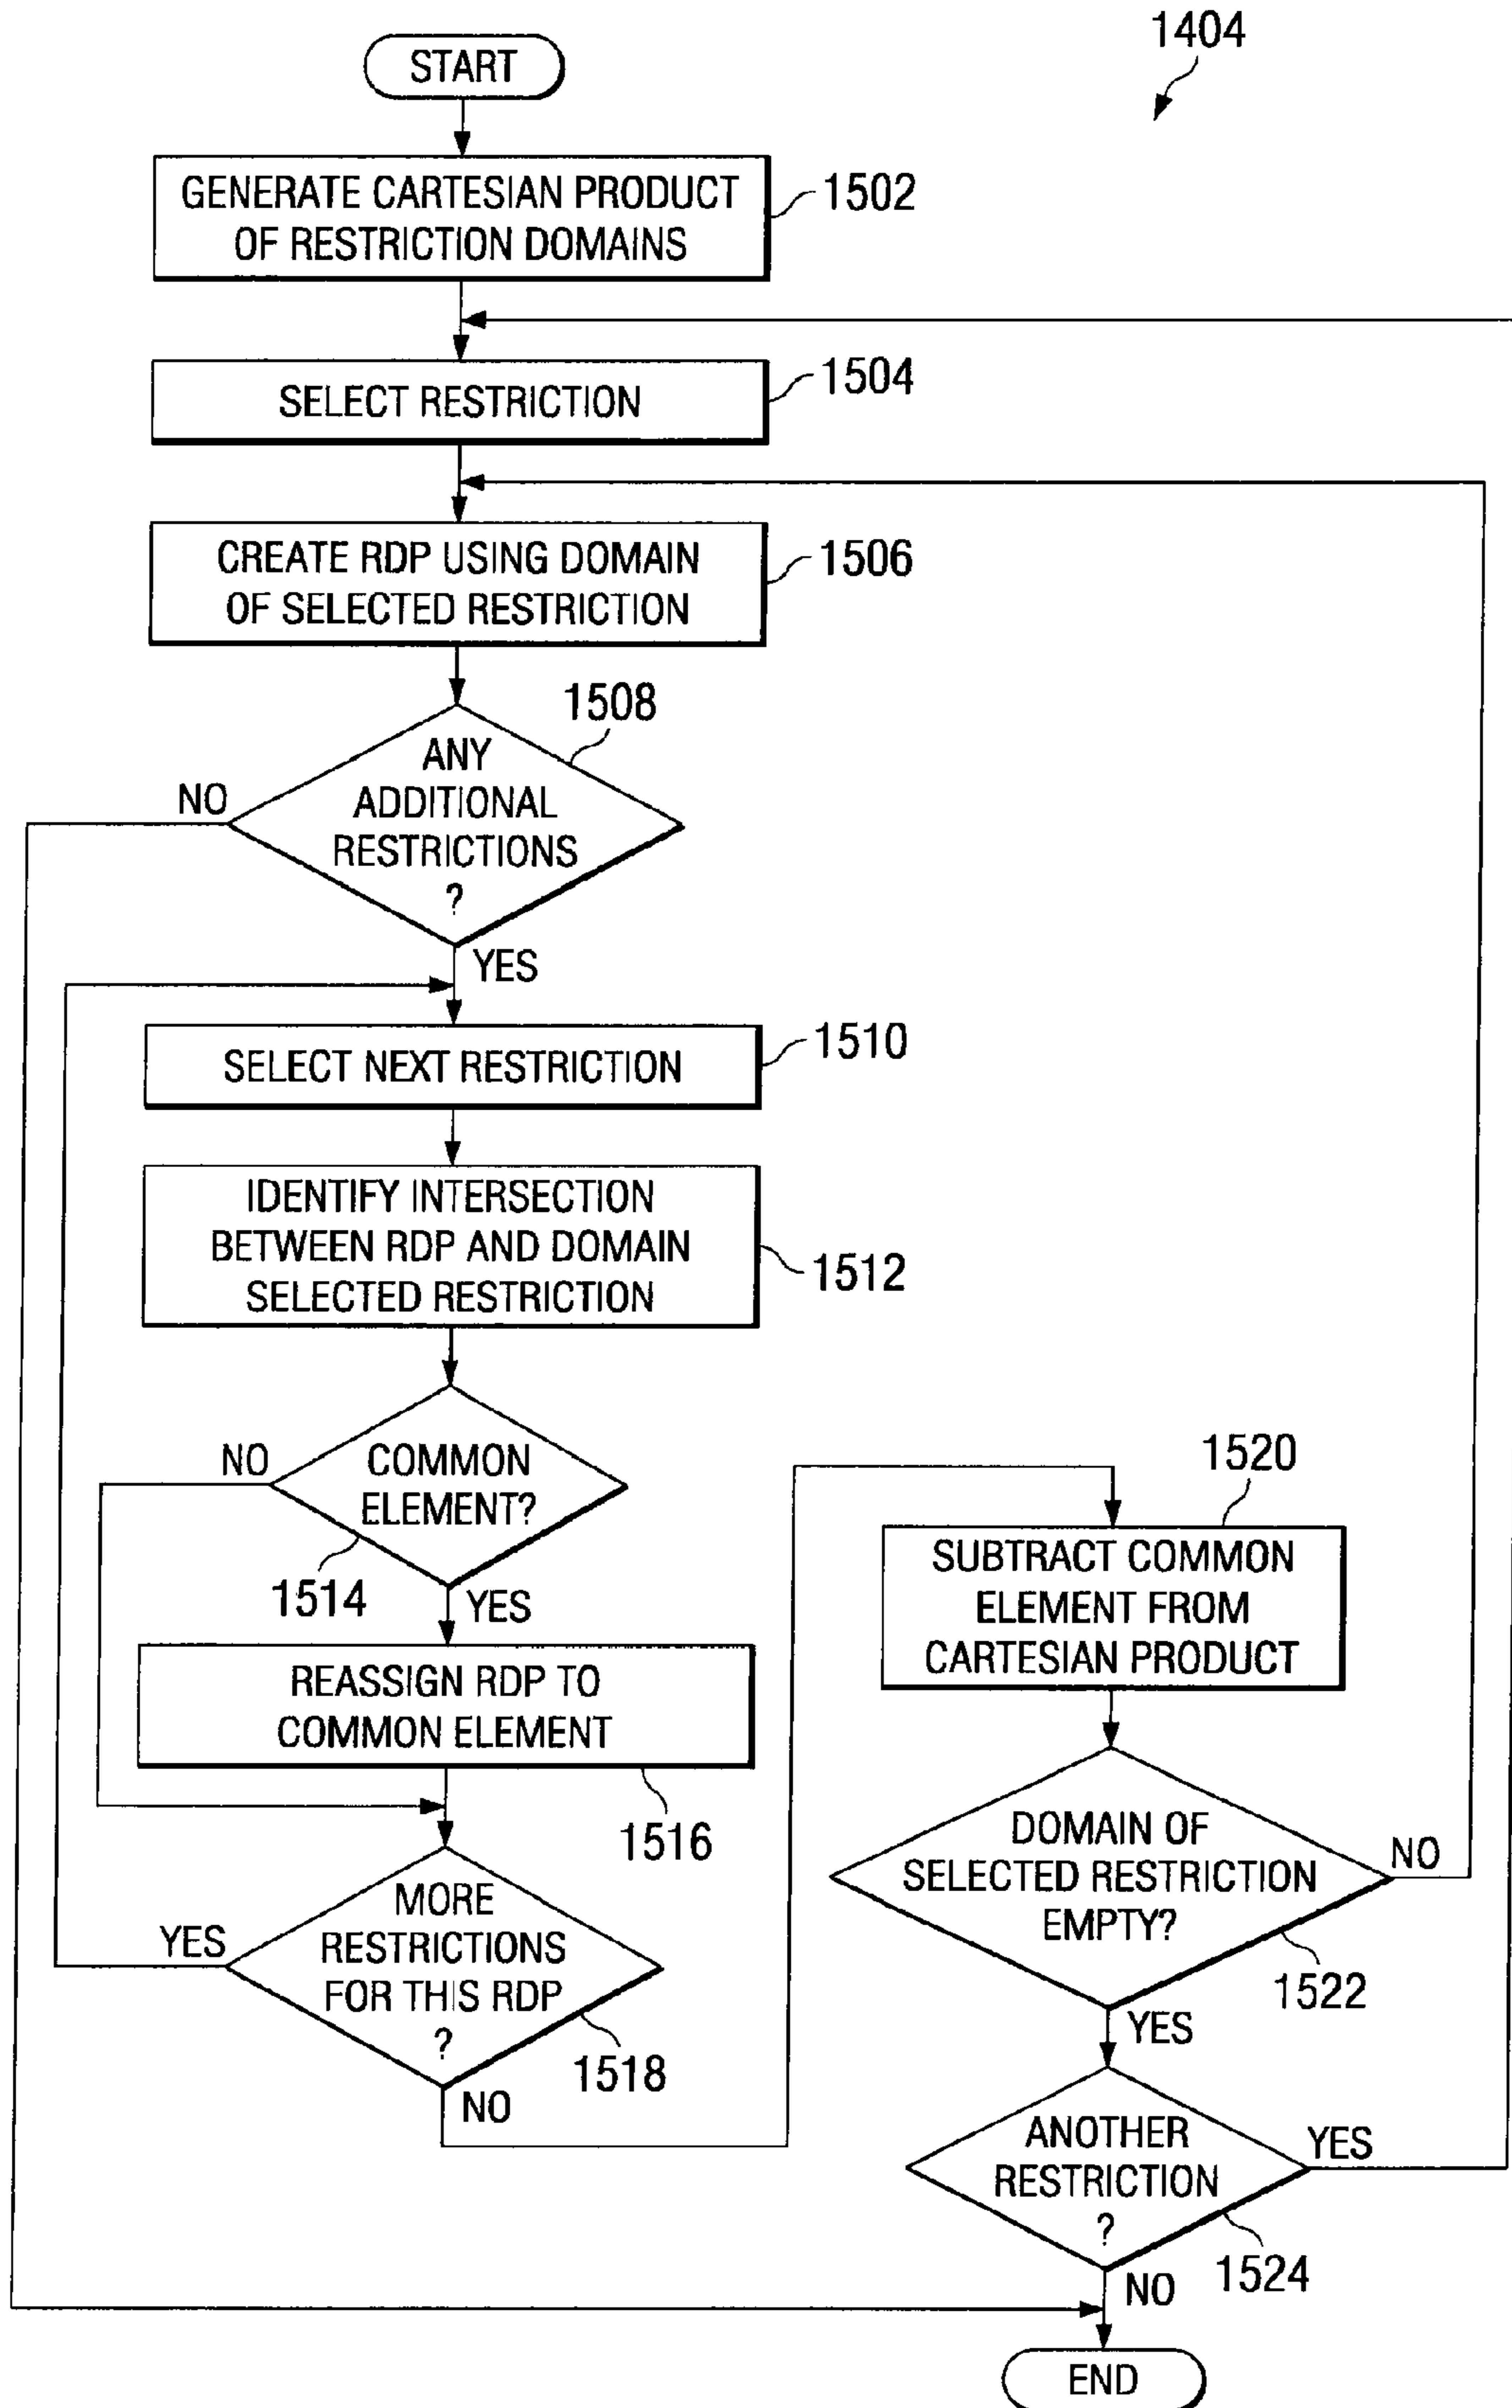 1404
START
GENERATE CARTESIAN PRODUCT
OF RESTRICTION DOMAINS
1502
SELECT RESTRICTION
1504
CREATE RDP USING DOMAIN
OF SELECTED RESTRICTION
1506
1508
ANY
ADDITIONAL
RESTRICTIONS
?
NO
YES
SELECT NEXT RESTRICTION
1510
IDENTIFY INTERSECTION
BETWEEN RDP AND DOMAIN
SELECTED RESTRICTION
1512
NO
COMMON
ELEMENT?
1514
YES
REASSIGN RDP TO
COMMON ELEMENT
1516
MORE
RESTRICTIONS
FOR THIS RDP
?
YES
1518
NO
1520
SUBTRACT COMMON
ELEMENT FROM
CARTESIAN PRODUCT
DOMAIN OF
SELECTED RESTRICTION
EMPTY?
NO
1522
YES
ANOTHER
RESTRICTION
?
YES
1524
NO
END